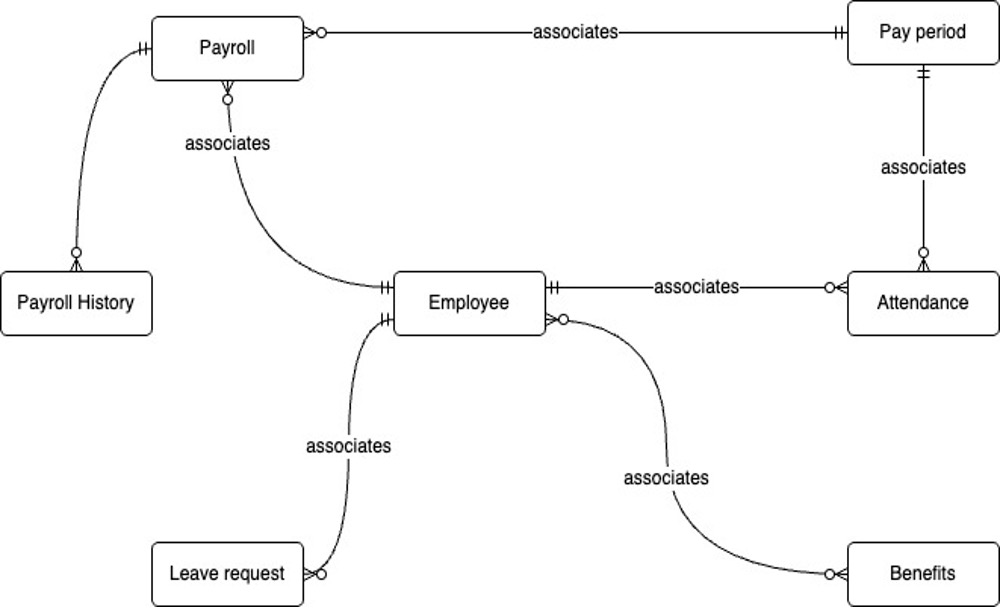 Payroll
associates
Pay period
associates
associates
Payroll History
Employee
associates
Attendance
associates
associates
Leave request
Benefits